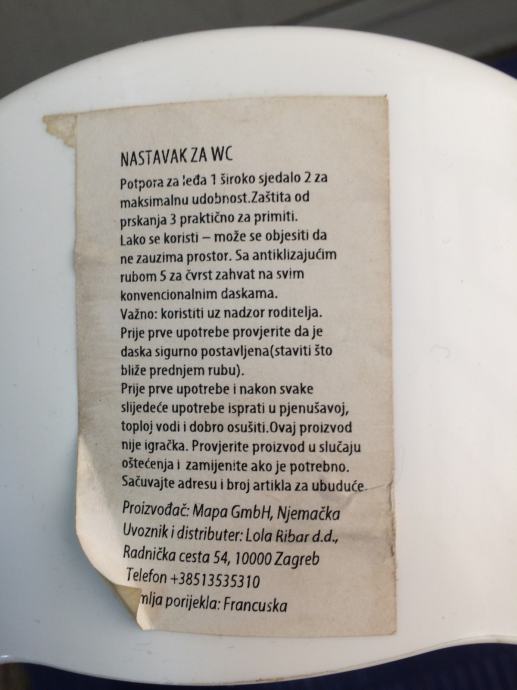 NASTAVAK ZA WC
Potpora za leđa 1 široko sjedalo 2 za
maksimalnu udobnost.Zaštita od
prskanja 3 praktično za primiti.
Lako se koristi – može se objesiti da
ne zauzima prostor. Sa antiklizajućim
rubom 5 za čvrst zahvat na svim
konvencionalnim daskama.
Važno: koristiti uz nadzor roditelja.
Prije prve upotrebe provjerite da je
daska sigurno postavljena(staviti što
bliže prednjem rubu).
Prije prve upotrebe i nakon svake
slijedeće upotrebe isprati u pjenušavoj,
toploj vodi i dobro osušiti.Ovaj proizvod
nije igračka. Provjerite proizvod u slučaju
oštećenja i zamijenite ako je potrebno.
Sačuvajte adresu i broj artikla za ubuduće.
Proizvođač: Mapa GmbH, Njemačka
Uvoznik i distributer: Lola Ribar d.d.,
Radnička cesta 54, 10000 Zagreb
Telefon +38513535310
mlja porijekla: Francuska